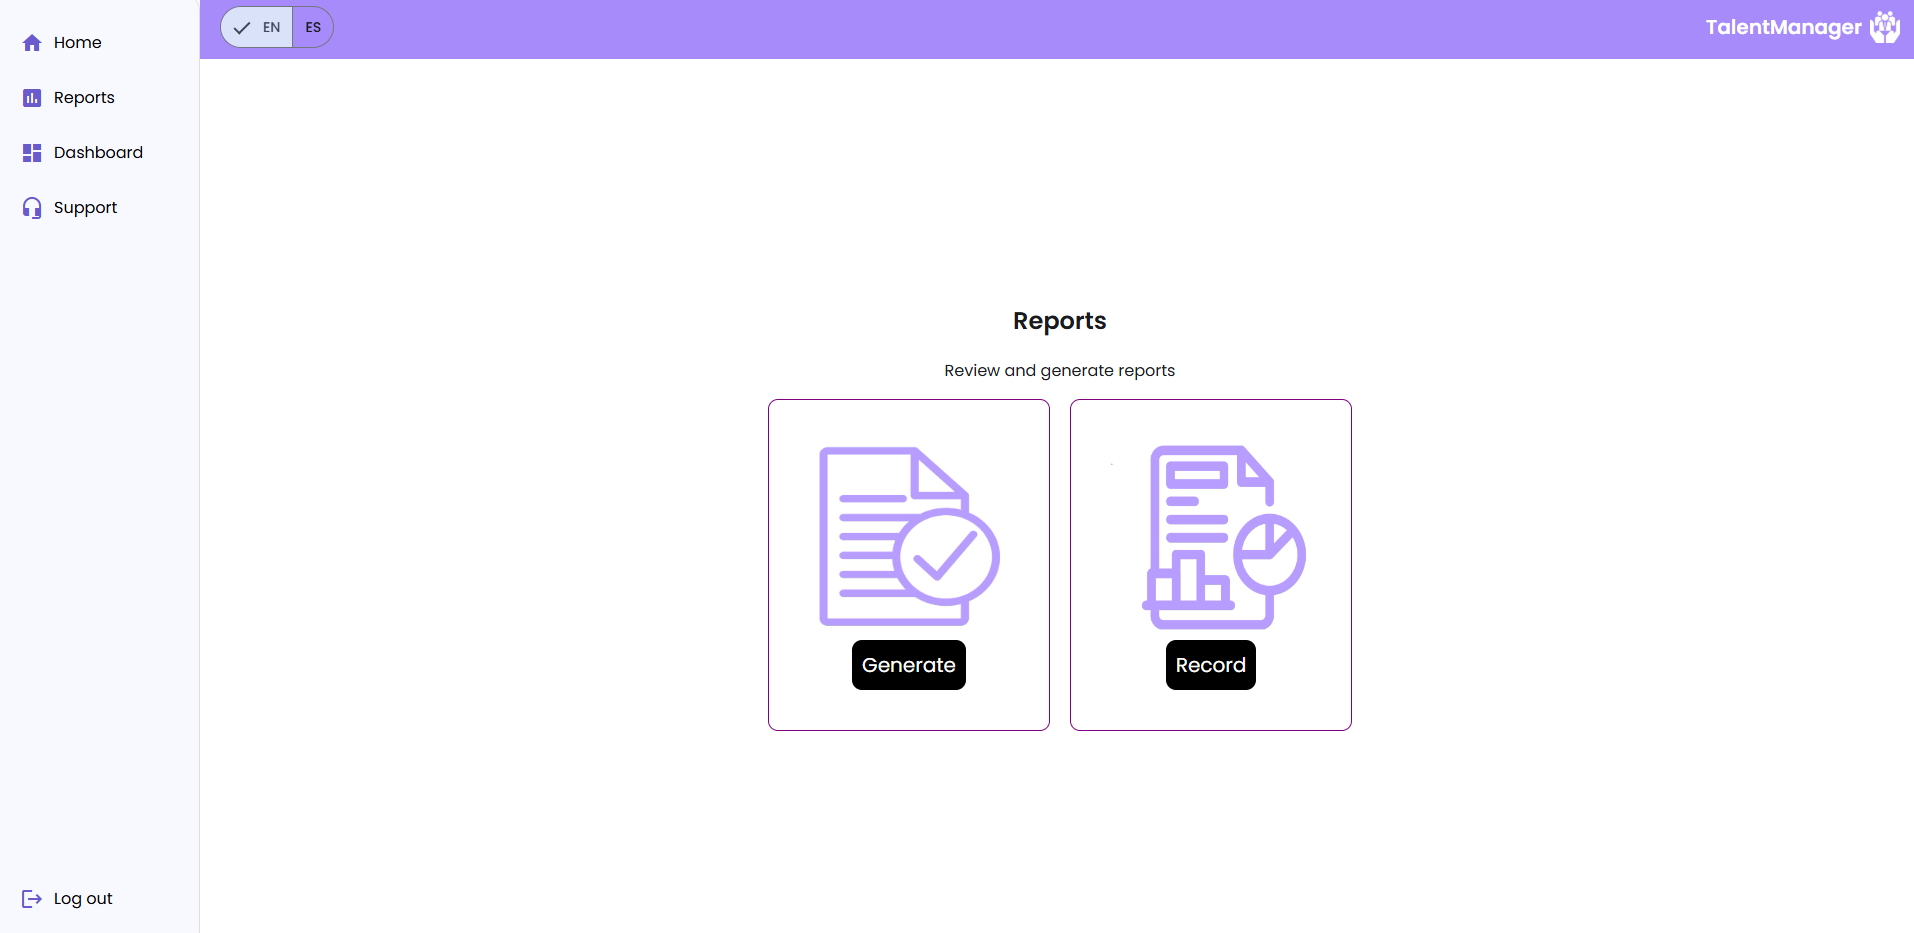 Home
Reports
Dashboard
Support
Log out
EN ES
TalentManager
Reports
Review and generate reports
Generate
Record